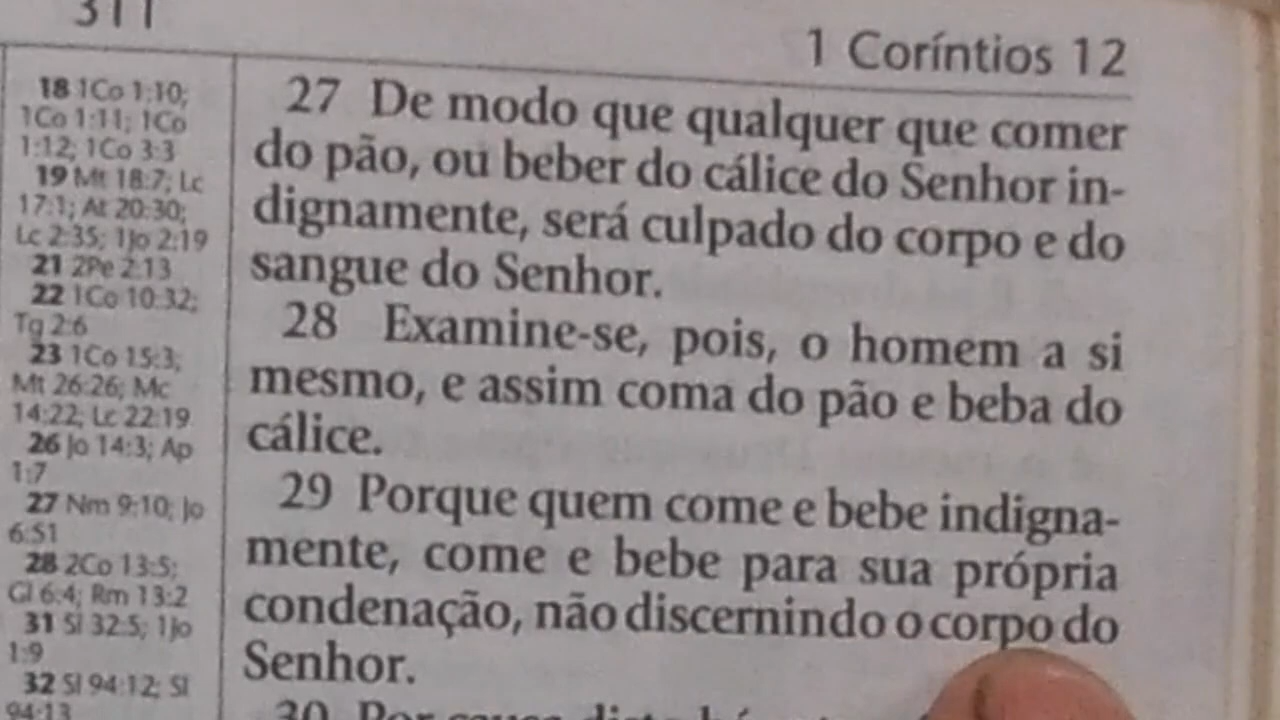 311
1 Coríntios 12
18 1Co 1:10;
1Co 1:11; 1Co
1:12; 1Co 3:3
19 Mt 18:7; Lc
17:1; At 20:30;
Lc 2:35; 1Jo 2:19
21 2Pe 2:13
22 1Co 10:32;
Tg 2:6
23 1Co 15:3;
Mt 26:26; Mc
14:22; Lc 22:19
26 Jo 14:3; Ap
1:7
27 Nm 9:10; Jo
6:51
28 2Co 13:5;
Gl 6:4; Rm 13:2
31 Sl 32:5; 1Jo
1:9
32 Sl 94:12; Sl
94:13
27 De modo que qualquer que comer
do pão, ou beber do cálice do Senhor in-
dignamente, será culpado do corpo e do
sangue do Senhor.
28 Examine-se, pois, o homem a si
mesmo, e assim coma do pão e beba do
cálice.
29 Porque quem come e bebe indigna-
mente, come e bebe para sua própria
condenação, não discernindo o corpo do
Senhor.
30 Por causa disto há